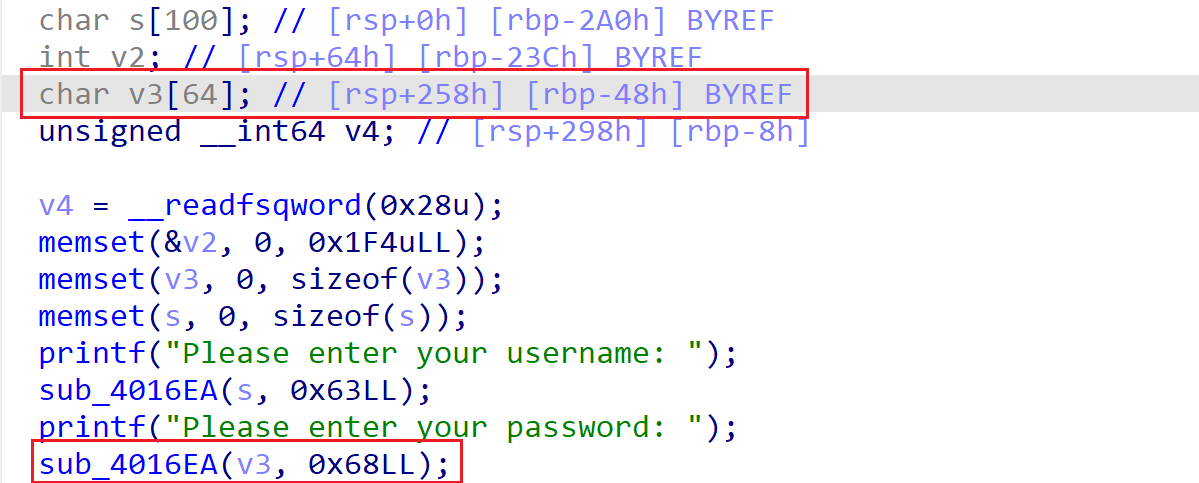 char s[100]; // [rsp+0h] [rbp-2A0h] BYREF
int v2; // [rsp+64h] [rbp-23Ch] BYREF
char v3[64]; // [rsp+258h] [rbp-48h] BYREF
unsigned __int64 v4; // [rsp+298h] [rbp-8h]
v4 = __readfsqword(0x28u);
memset(&v2, 0, 0x1F4uLL);
memset(v3, 0, sizeof(v3));
memset(s, 0, sizeof(s));
printf("Please enter your username: ");
sub_4016EA(s, 0x63LL);
printf("Please enter your password: ");
sub_4016EA(v3, 0x68LL);